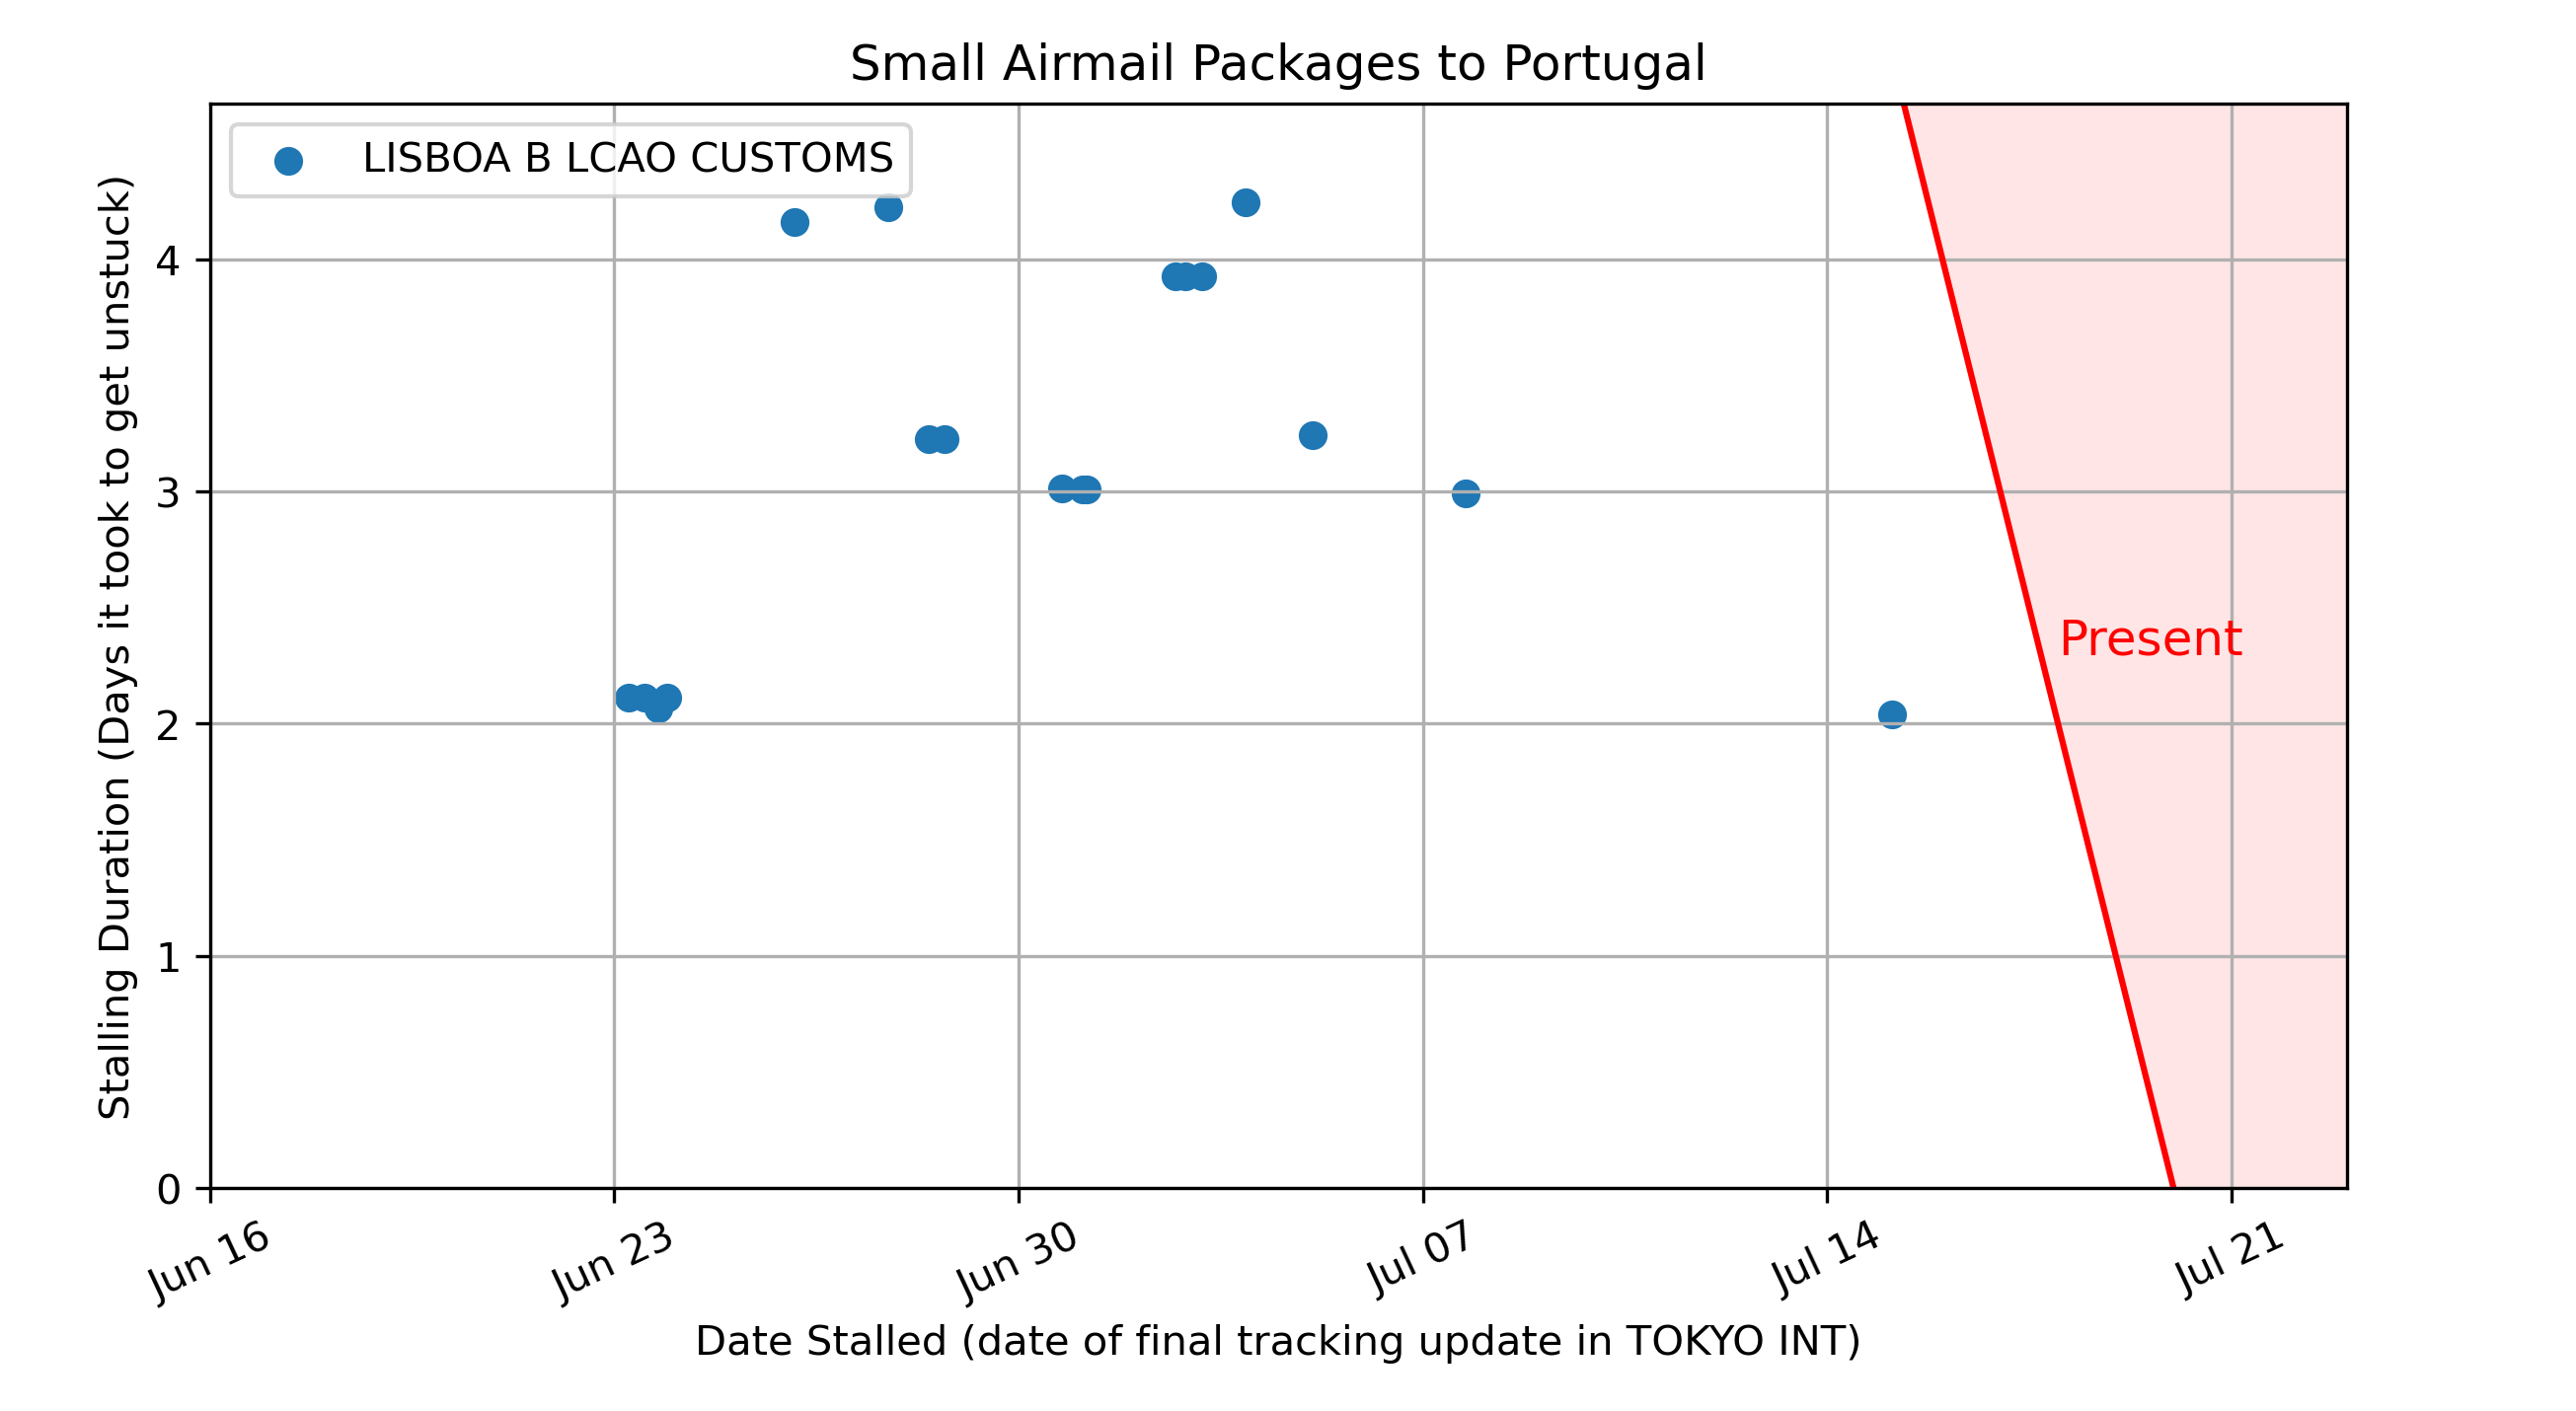 Small Airmail Packages to Portugal
LISBOA B LCAO CUSTOMS
Stalling Duration (Days it took to get unstuck)
4
3
2
1
0
Present
Jun 16
Jun 23
Jun 30
Jul 07
Jul 14
Jul 21
Date Stalled (date of final tracking update in TOKYO INT)